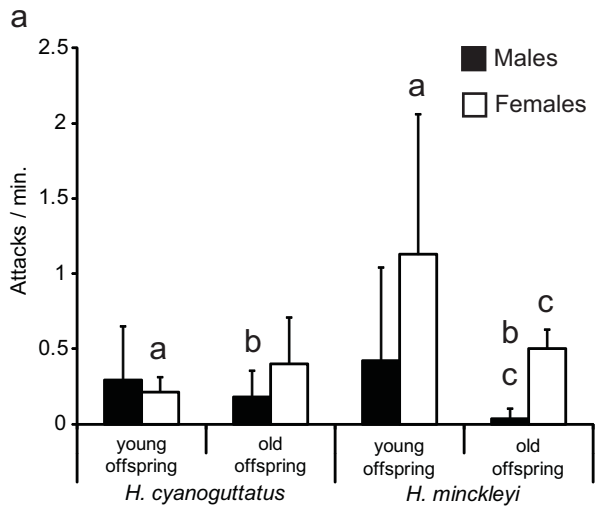 a
2.5
2
1.5
1
0.5
0
Attacks / min.
Males
Females
a
b
a
b
c
c
young offspring
old offspring
young offspring
old offspring
H. cyanoguttatus
H. minckleyi